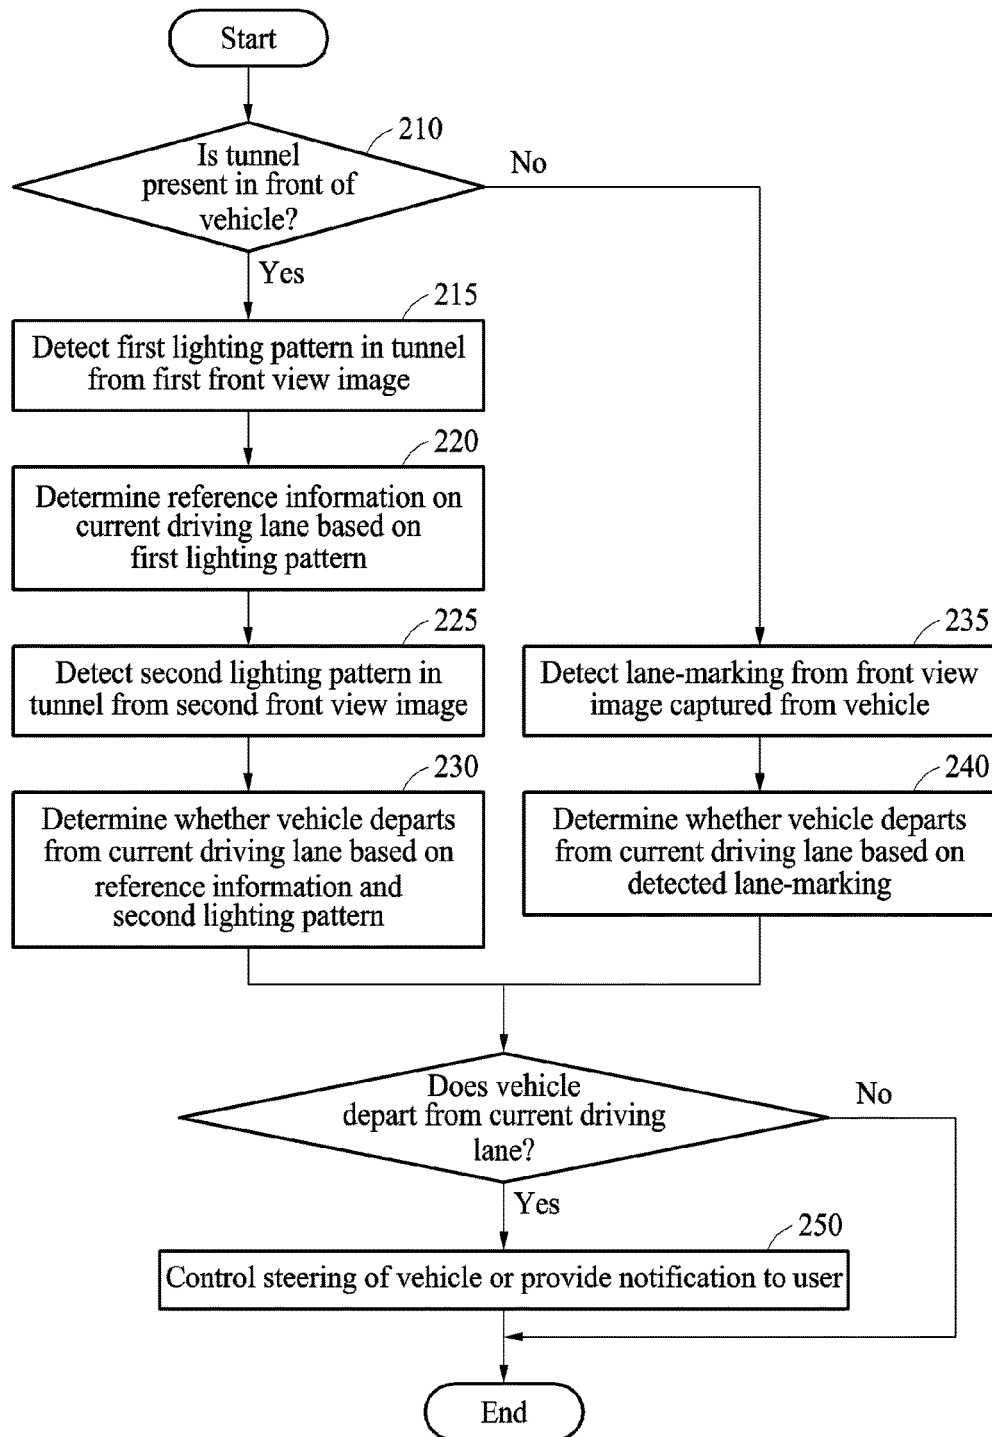 Start
210
Is tunnel
present in front of
vehicle?
No
Yes
215
Detect first lighting pattern in tunnel
from first front view image
220
Determine reference information on
current driving lane based on
first lighting pattern
225
Detect second lighting pattern in
tunnel from second front view image
235
Detect lane-marking from front view
image captured from vehicle
230
Determine whether vehicle departs
from current driving lane based on
reference information and
second lighting pattern
240
Determine whether vehicle departs
from current driving lane based on
detected lane-marking
Does vehicle
depart from current driving
lane?
No
Yes
250
Control steering of vehicle or provide notification to user
End